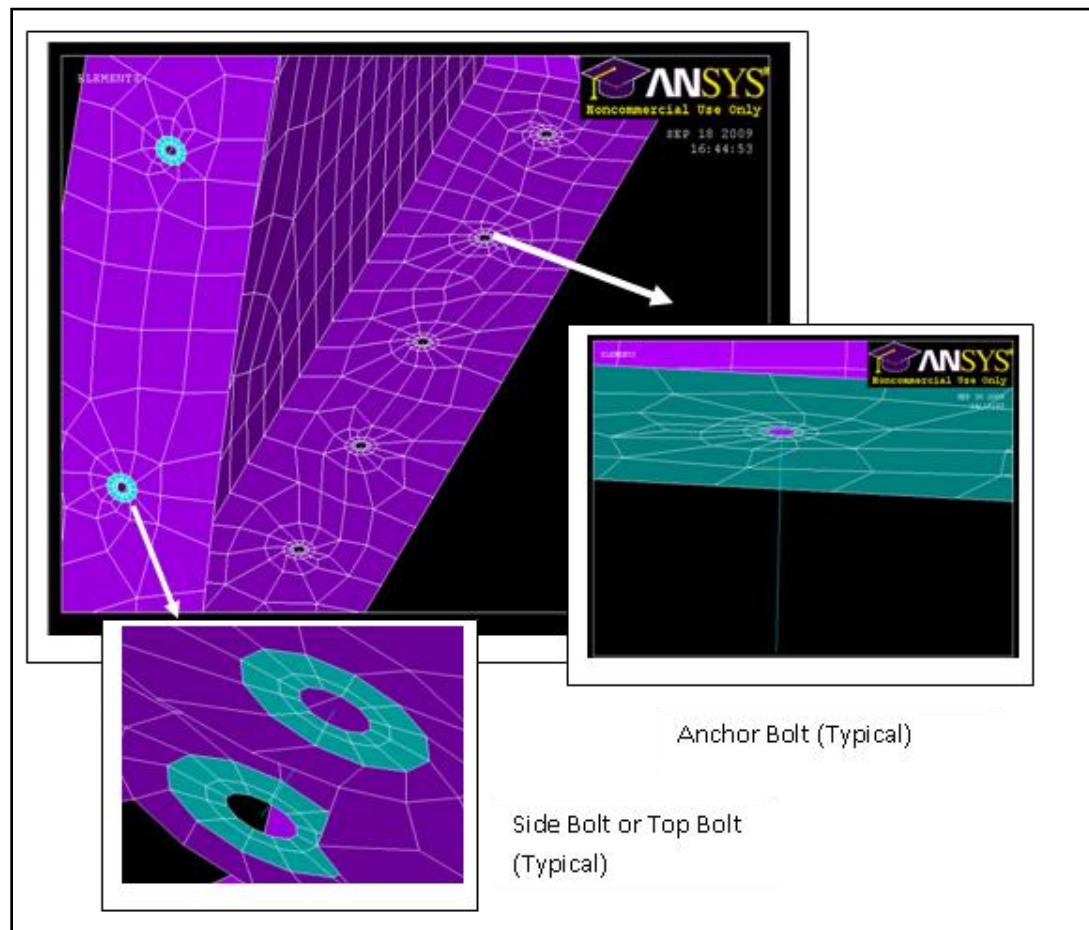 ELEMENTS
ANSYS
Noncommercial Use Only
SEP 18 2009
16:44:53
ELEMENTS
ANSYS
Noncommercial Use Only
Anchor Bolt (Typical)
Side Bolt or Top Bolt
(Typical)